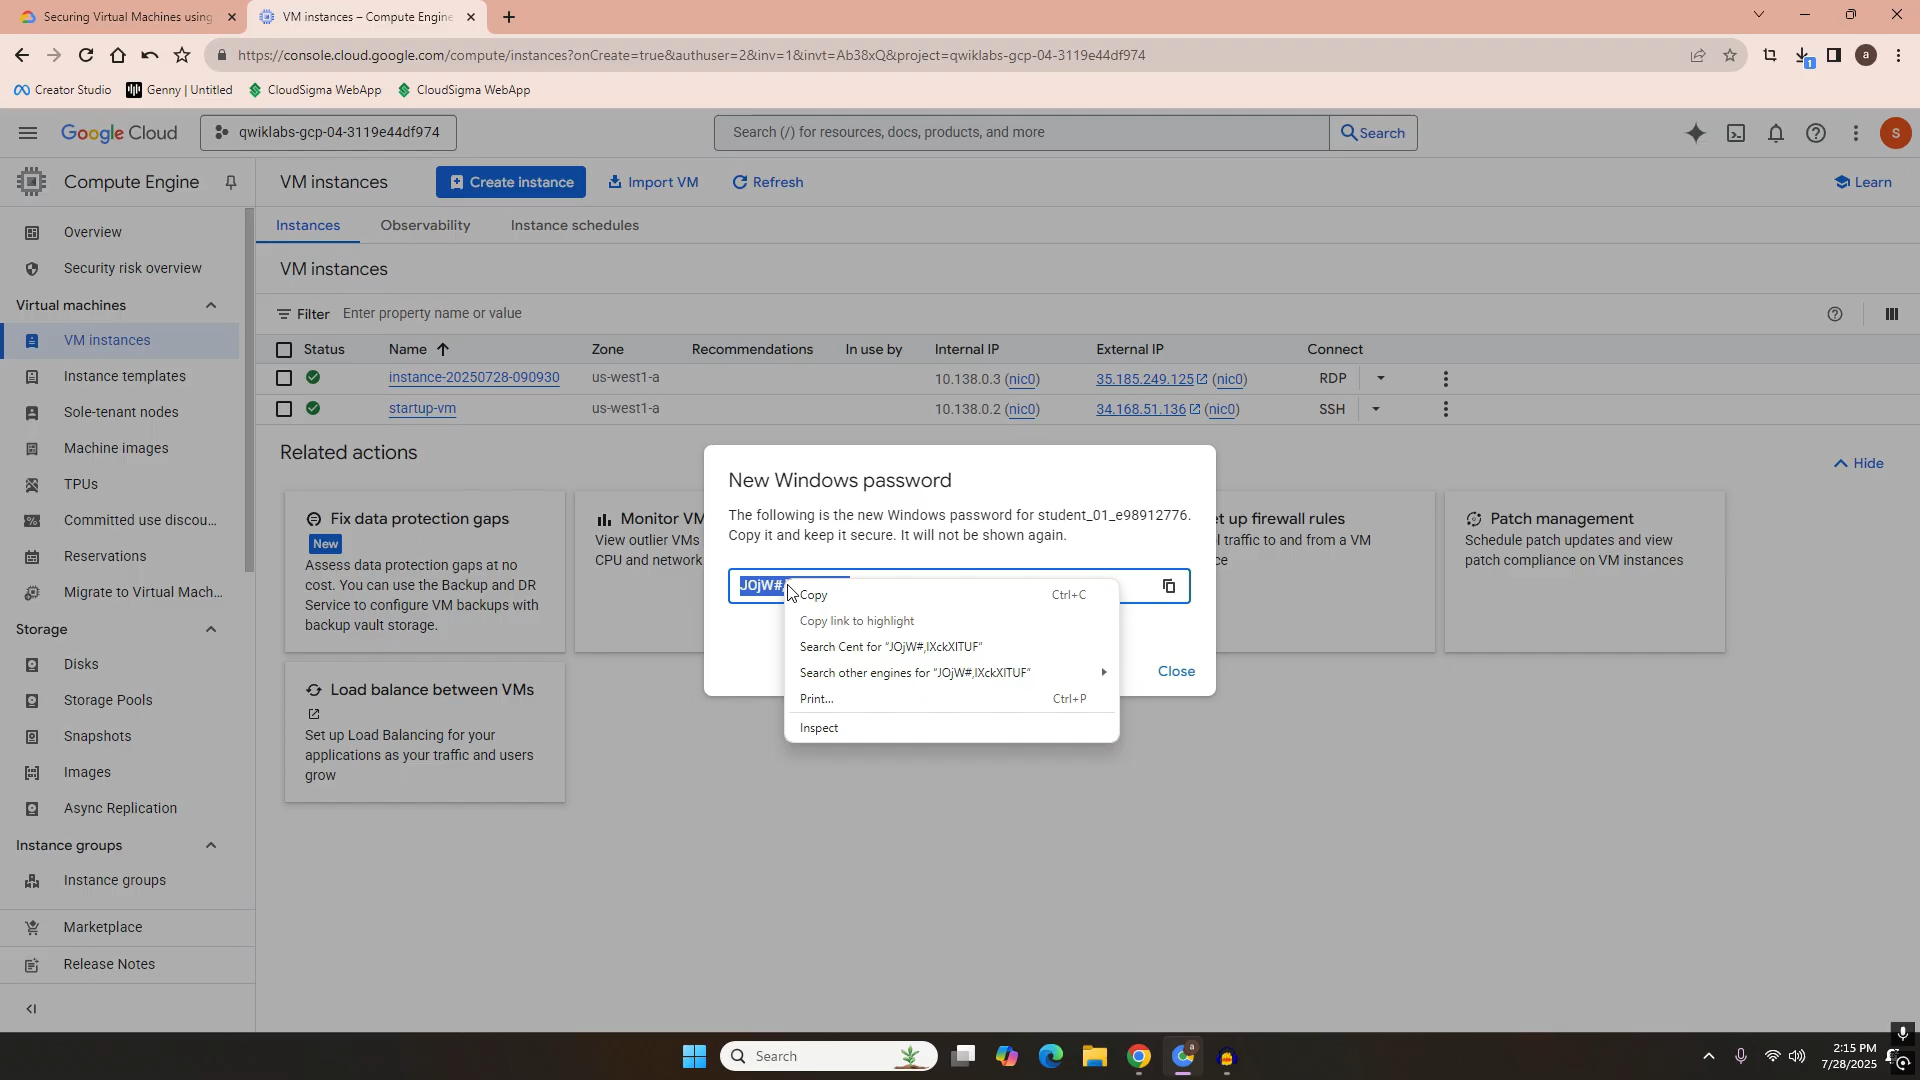 Securing Virtual Machines using
VM instances – Compute Engine
https://console.cloud.google.com/compute/instances?onCreate=true&authuser=2&inv=1&invt=Ab38xQ&project=qwiklabs-gcp-04-3119e44df974
a
1
Creator Studio
Genny | Untitled
CloudSigma WebApp
CloudSigma WebApp
Google Cloud
qwiklabs-gcp-04-3119e44df974
Search (/) for resources, docs, products, and more
Search
S
Compute Engine
VM instances
Create instance
Import VM
Refresh
Learn
Overview
Security risk overview
Virtual machines
VM instances
Instance templates
Sole-tenant nodes
Machine images
TPUs
Committed use discou...
Reservations
Migrate to Virtual Mach...
Storage
Disks
Storage Pools
Snapshots
Images
Async Replication
Instance groups
Instance groups
Marketplace
Release Notes
Instances
Observability
Instance schedules
VM instances
Filter
Enter property name or value
Status Name Zone Recommendations In use by Internal IP External IP Connect
instance-20250728-090930 us-west1-a 10.138.0.3 (nic0) 35.185.249.125 (nic0) RDP
startup-vm us-west1-a 10.138.0.2 (nic0) 34.168.51.136 (nic0) SSH
Related actions
Hide
Fix data protection gaps
New
Assess data protection gaps at no
cost. You can use the Backup and DR
Service to configure VM backups with
backup vault storage.
Monitor VM
View outlier VMs
CPU and network
et up firewall rules
l traffic to and from a VM
Patch management
Schedule patch updates and view
patch compliance on VM instances
Load balance between VMs
Set up Load Balancing for your
applications as your traffic and users
grow
New Windows password
The following is the new Windows password for student_01_e98912776.
Copy it and keep it secure. It will not be shown again.
JOjW#,
Close
Copy Ctrl+C
Copy link to highlight
Search Cent for “JOjW#,IXckXITUF”
Search other engines for “JOjW#,IXckXITUF”
Print... Ctrl+P
Inspect
Search
2:15 PM
7/28/2025